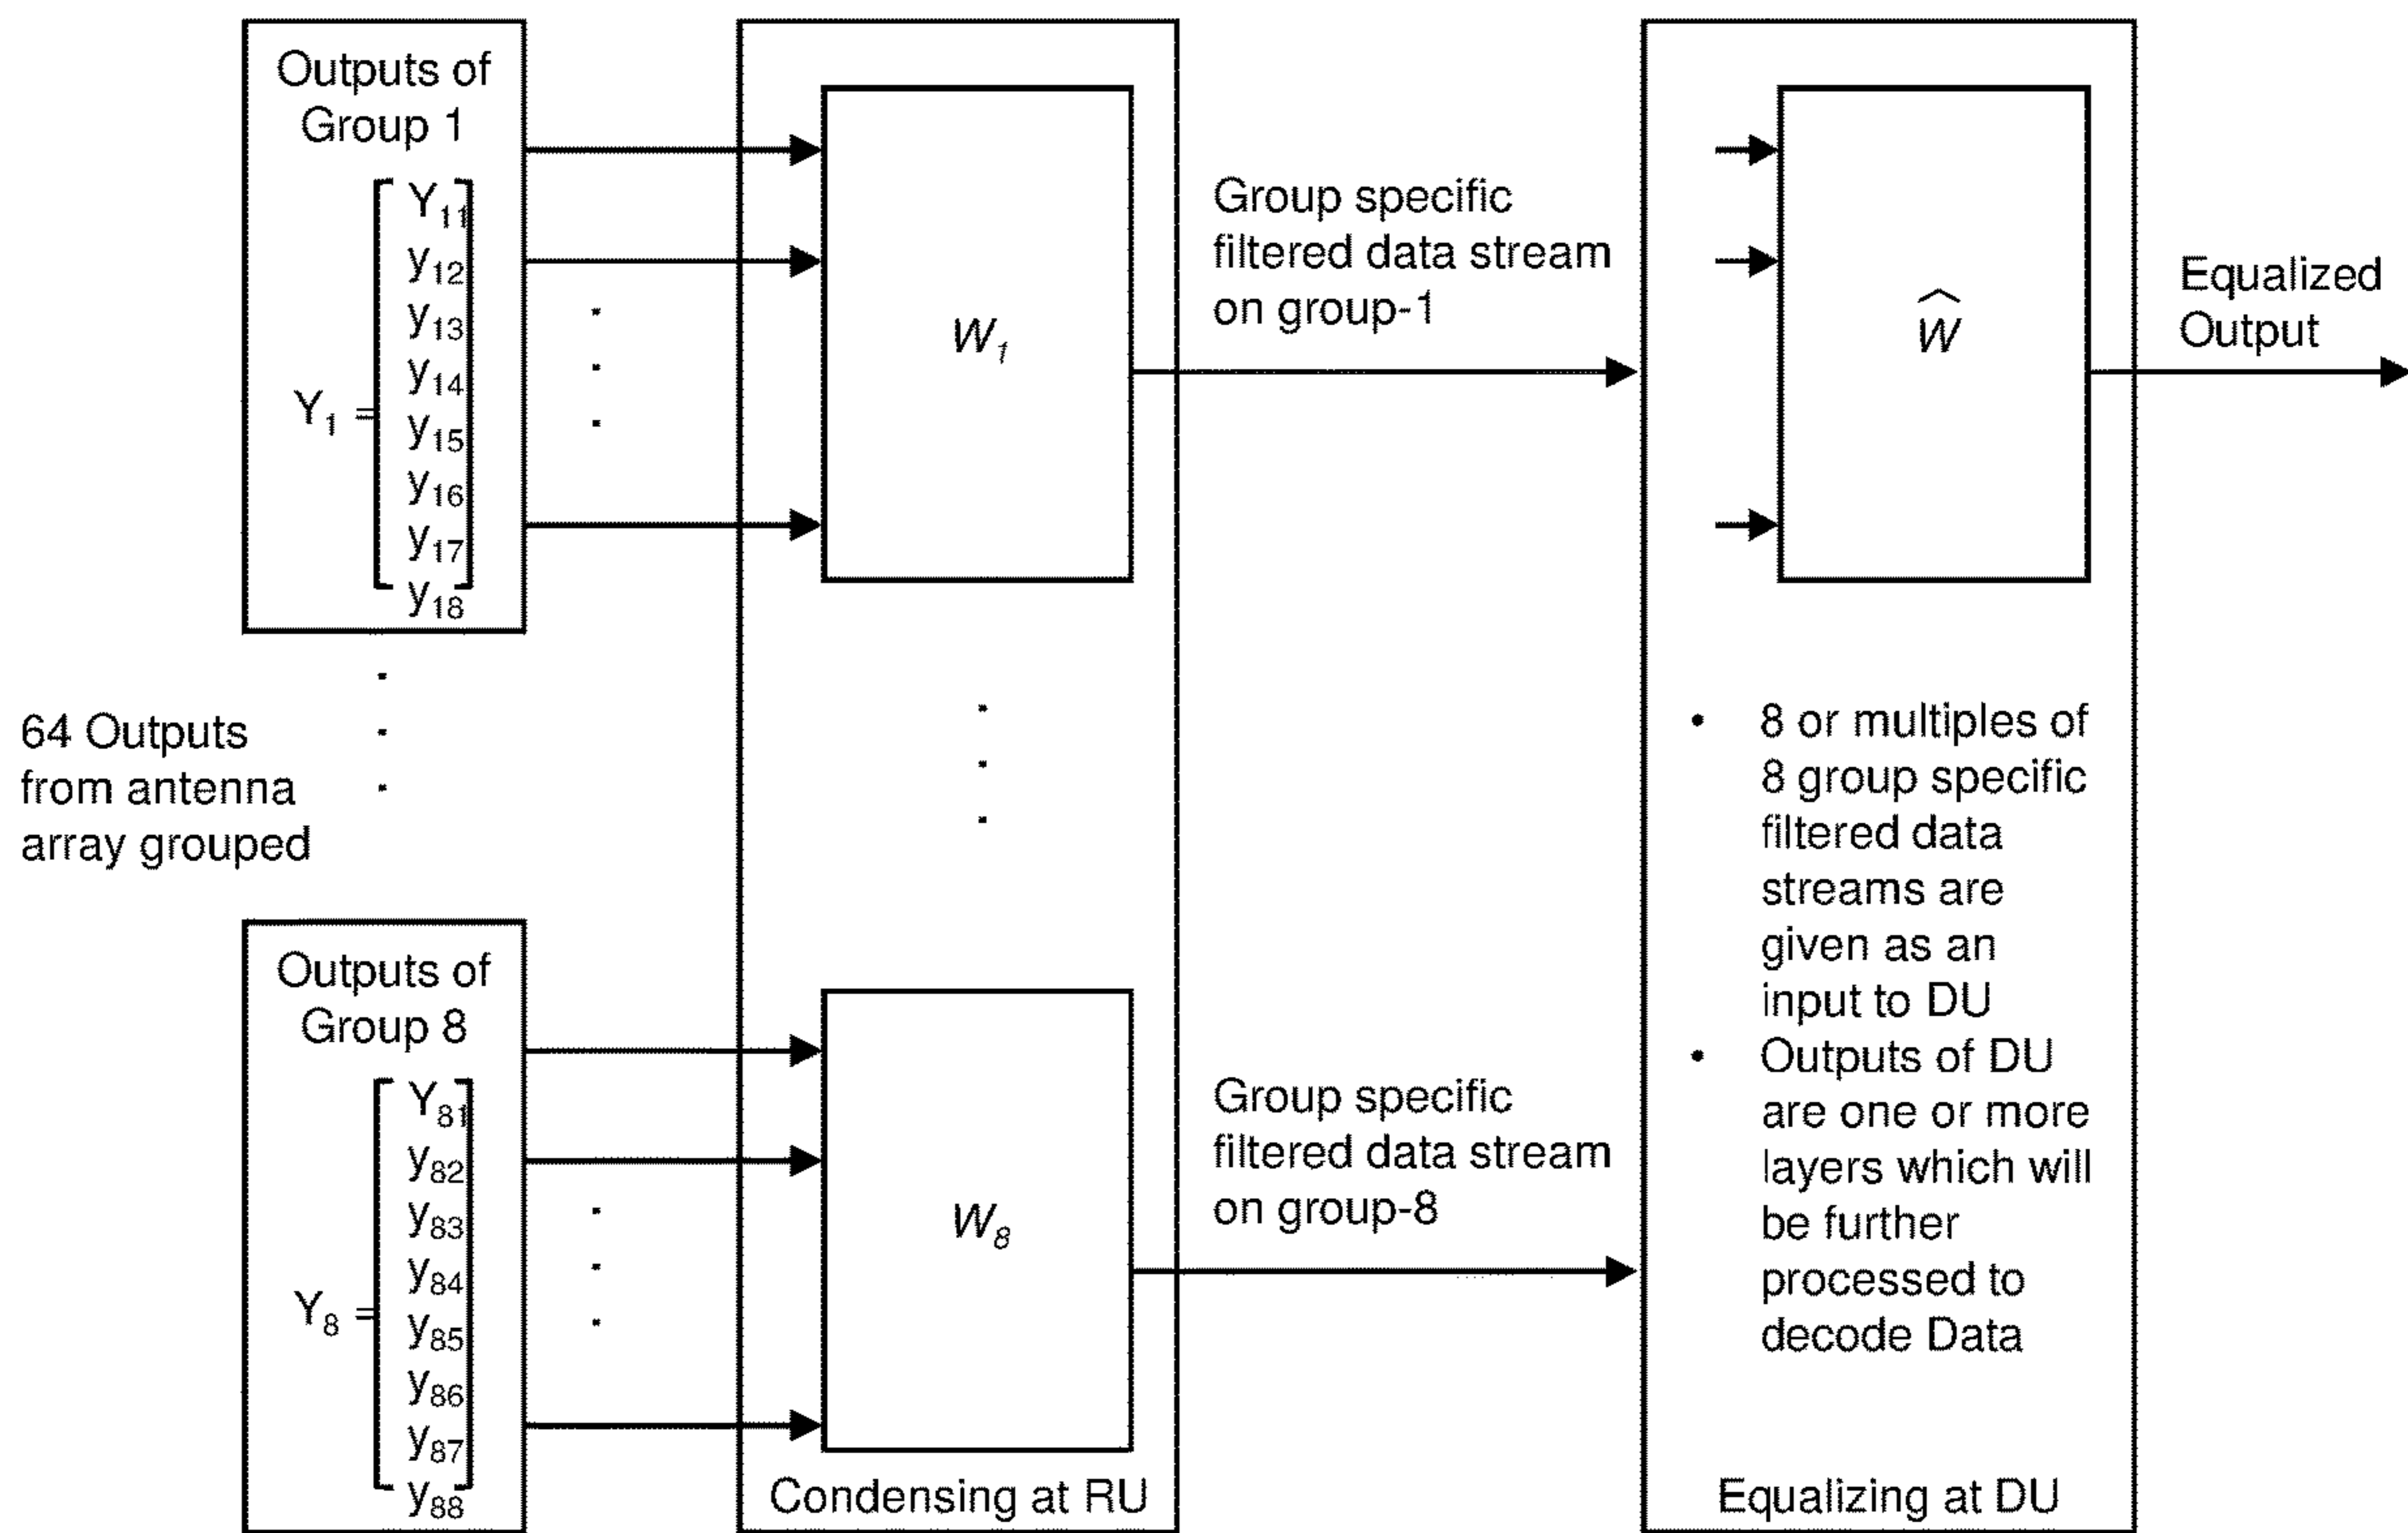 Outputs of
Group 1
Y₁ =
Y₁₁
y₁₂
y₁₃
y₁₄
y₁₅
y₁₆
y₁₇
y₁₈
W₁
Group specific
filtered data stream
on group-1
Ŵ
Equalized
Output
64 Outputs
from antenna
array grouped
Outputs of
Group 8
Y₈ =
Y₈₁
y₈₂
y₈₃
y₈₄
y₈₅
y₈₆
y₈₇
y₈₈
W₈
Condensing at RU
Group specific
filtered data stream
on group-8
• 8 or multiples of
8 group specific
filtered data
streams are
given as an
input to DU
• Outputs of DU
are one or more
layers which will
be further
processed to
decode Data
Equalizing at DU